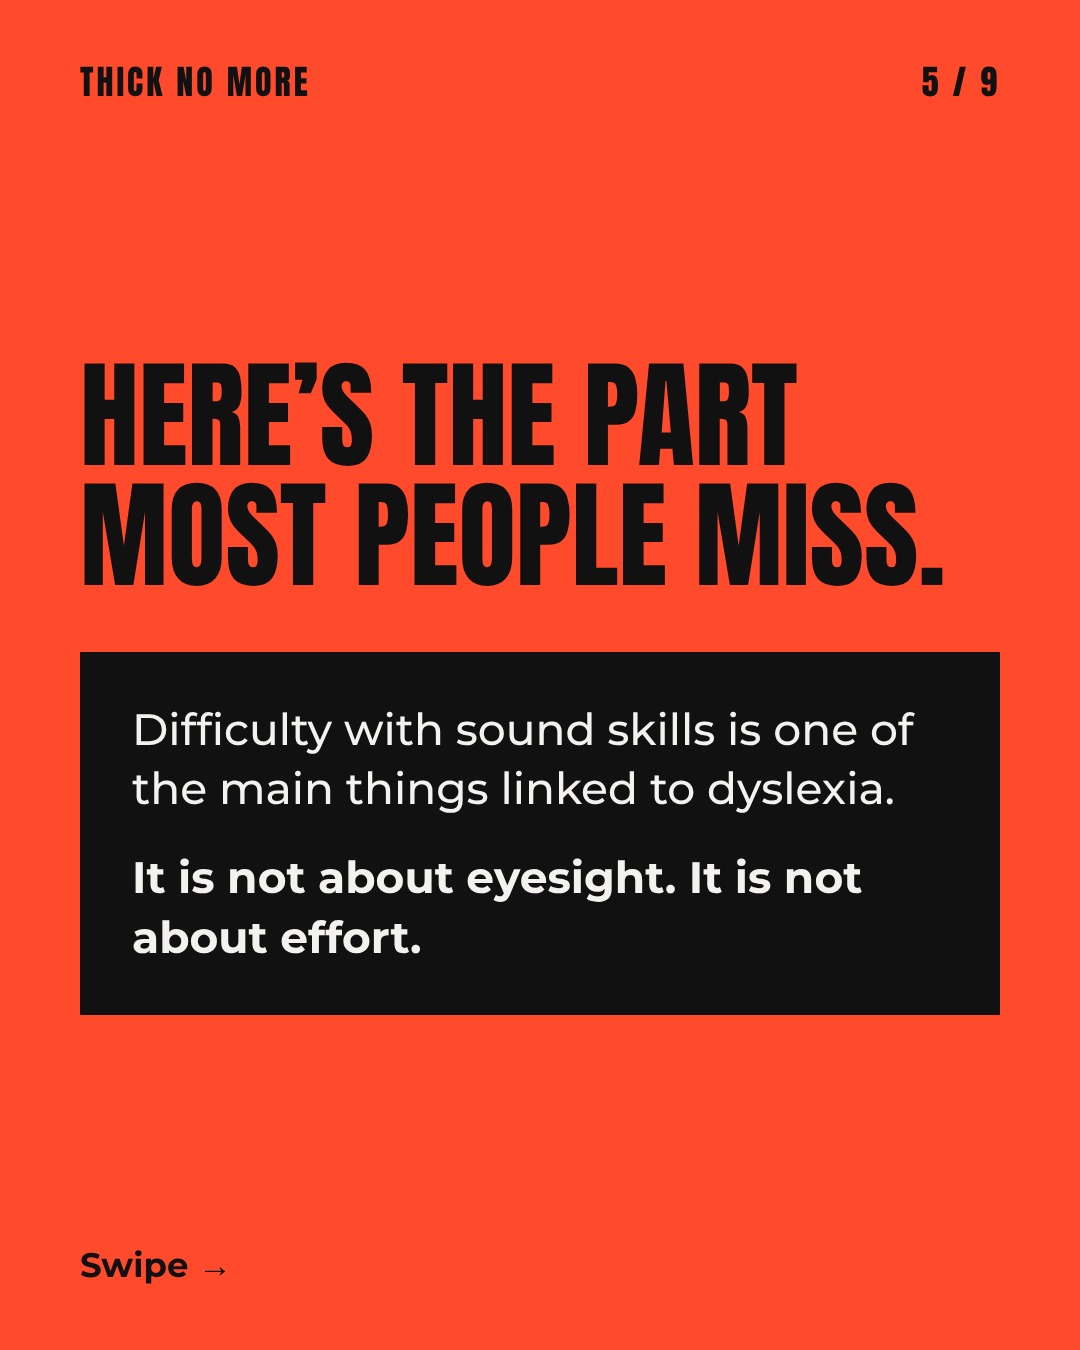 THICK NO MORE
5 / 9
HERE’S THE PART
MOST PEOPLE MISS.
Difficulty with sound skills is one of
the main things linked to dyslexia.
It is not about eyesight. It is not
about effort.
Swipe →